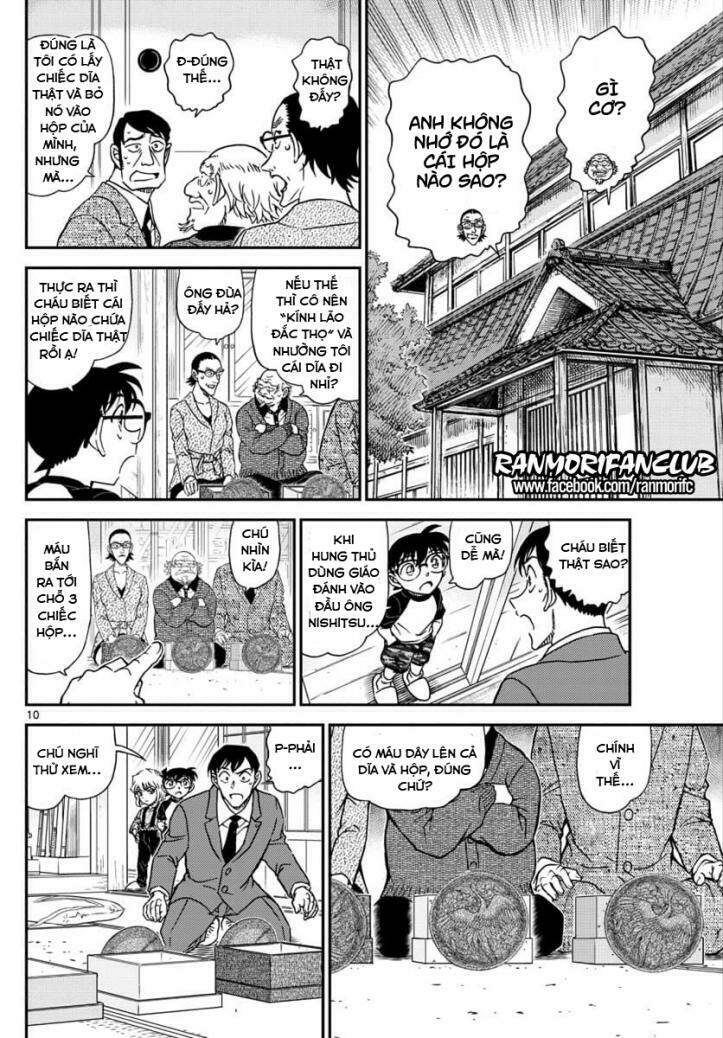 GÌ
CƠ?
ANH KHÔNG
NHỚ ĐÓ LÀ
CÁI HỘP
NÀO SAO?
RANMORIFANCLUB
www.facebook.com/ranmorifc
THẬT
KHÔNG
ĐẤY?
Đ-ĐÚNG
THẾ...
ĐÚNG LÀ
TÔI CÓ LẤY
CHIẾC DĨA
THẬT VÀ BỎ
NÓ VÀO
HỘP CỦA
MÌNH,
NHƯNG
MÀ...
NẾU THẾ
THÌ CÔ NÊN
“KÍNH LÃO
ĐẮC THỌ” VÀ
NHƯỜNG TÔI
CÁI DĨA ĐI
NHỈ?
ÔNG ĐÙA
ĐẤY HẢ?
THỰC RA THÌ
CHÁU BIẾT CÁI
HỘP NÀO CHỨA
CHIẾC DĨA THẬT
RỒI Ạ!
CHÁU BIẾT
THẬT SAO?
CŨNG
DỄ MÀ!
KHI
HUNG THỦ
DÙNG GIÁO
ĐÁNH VÀO
ĐẦU ÔNG
NISHITSU...
CHÚ
NHÌN
KÌA!
MÁU
BẮN
RA TỚI
CHỖ 3
CHIẾC
HỘP...
10
CHÍNH
VÌ
THẾ...
CÓ MÁU DÂY LÊN CẢ
DĨA VÀ HỘP, ĐÚNG
CHỨ?
P-PHẢI
...
CHÚ NGHĨ
THỬ XEM...